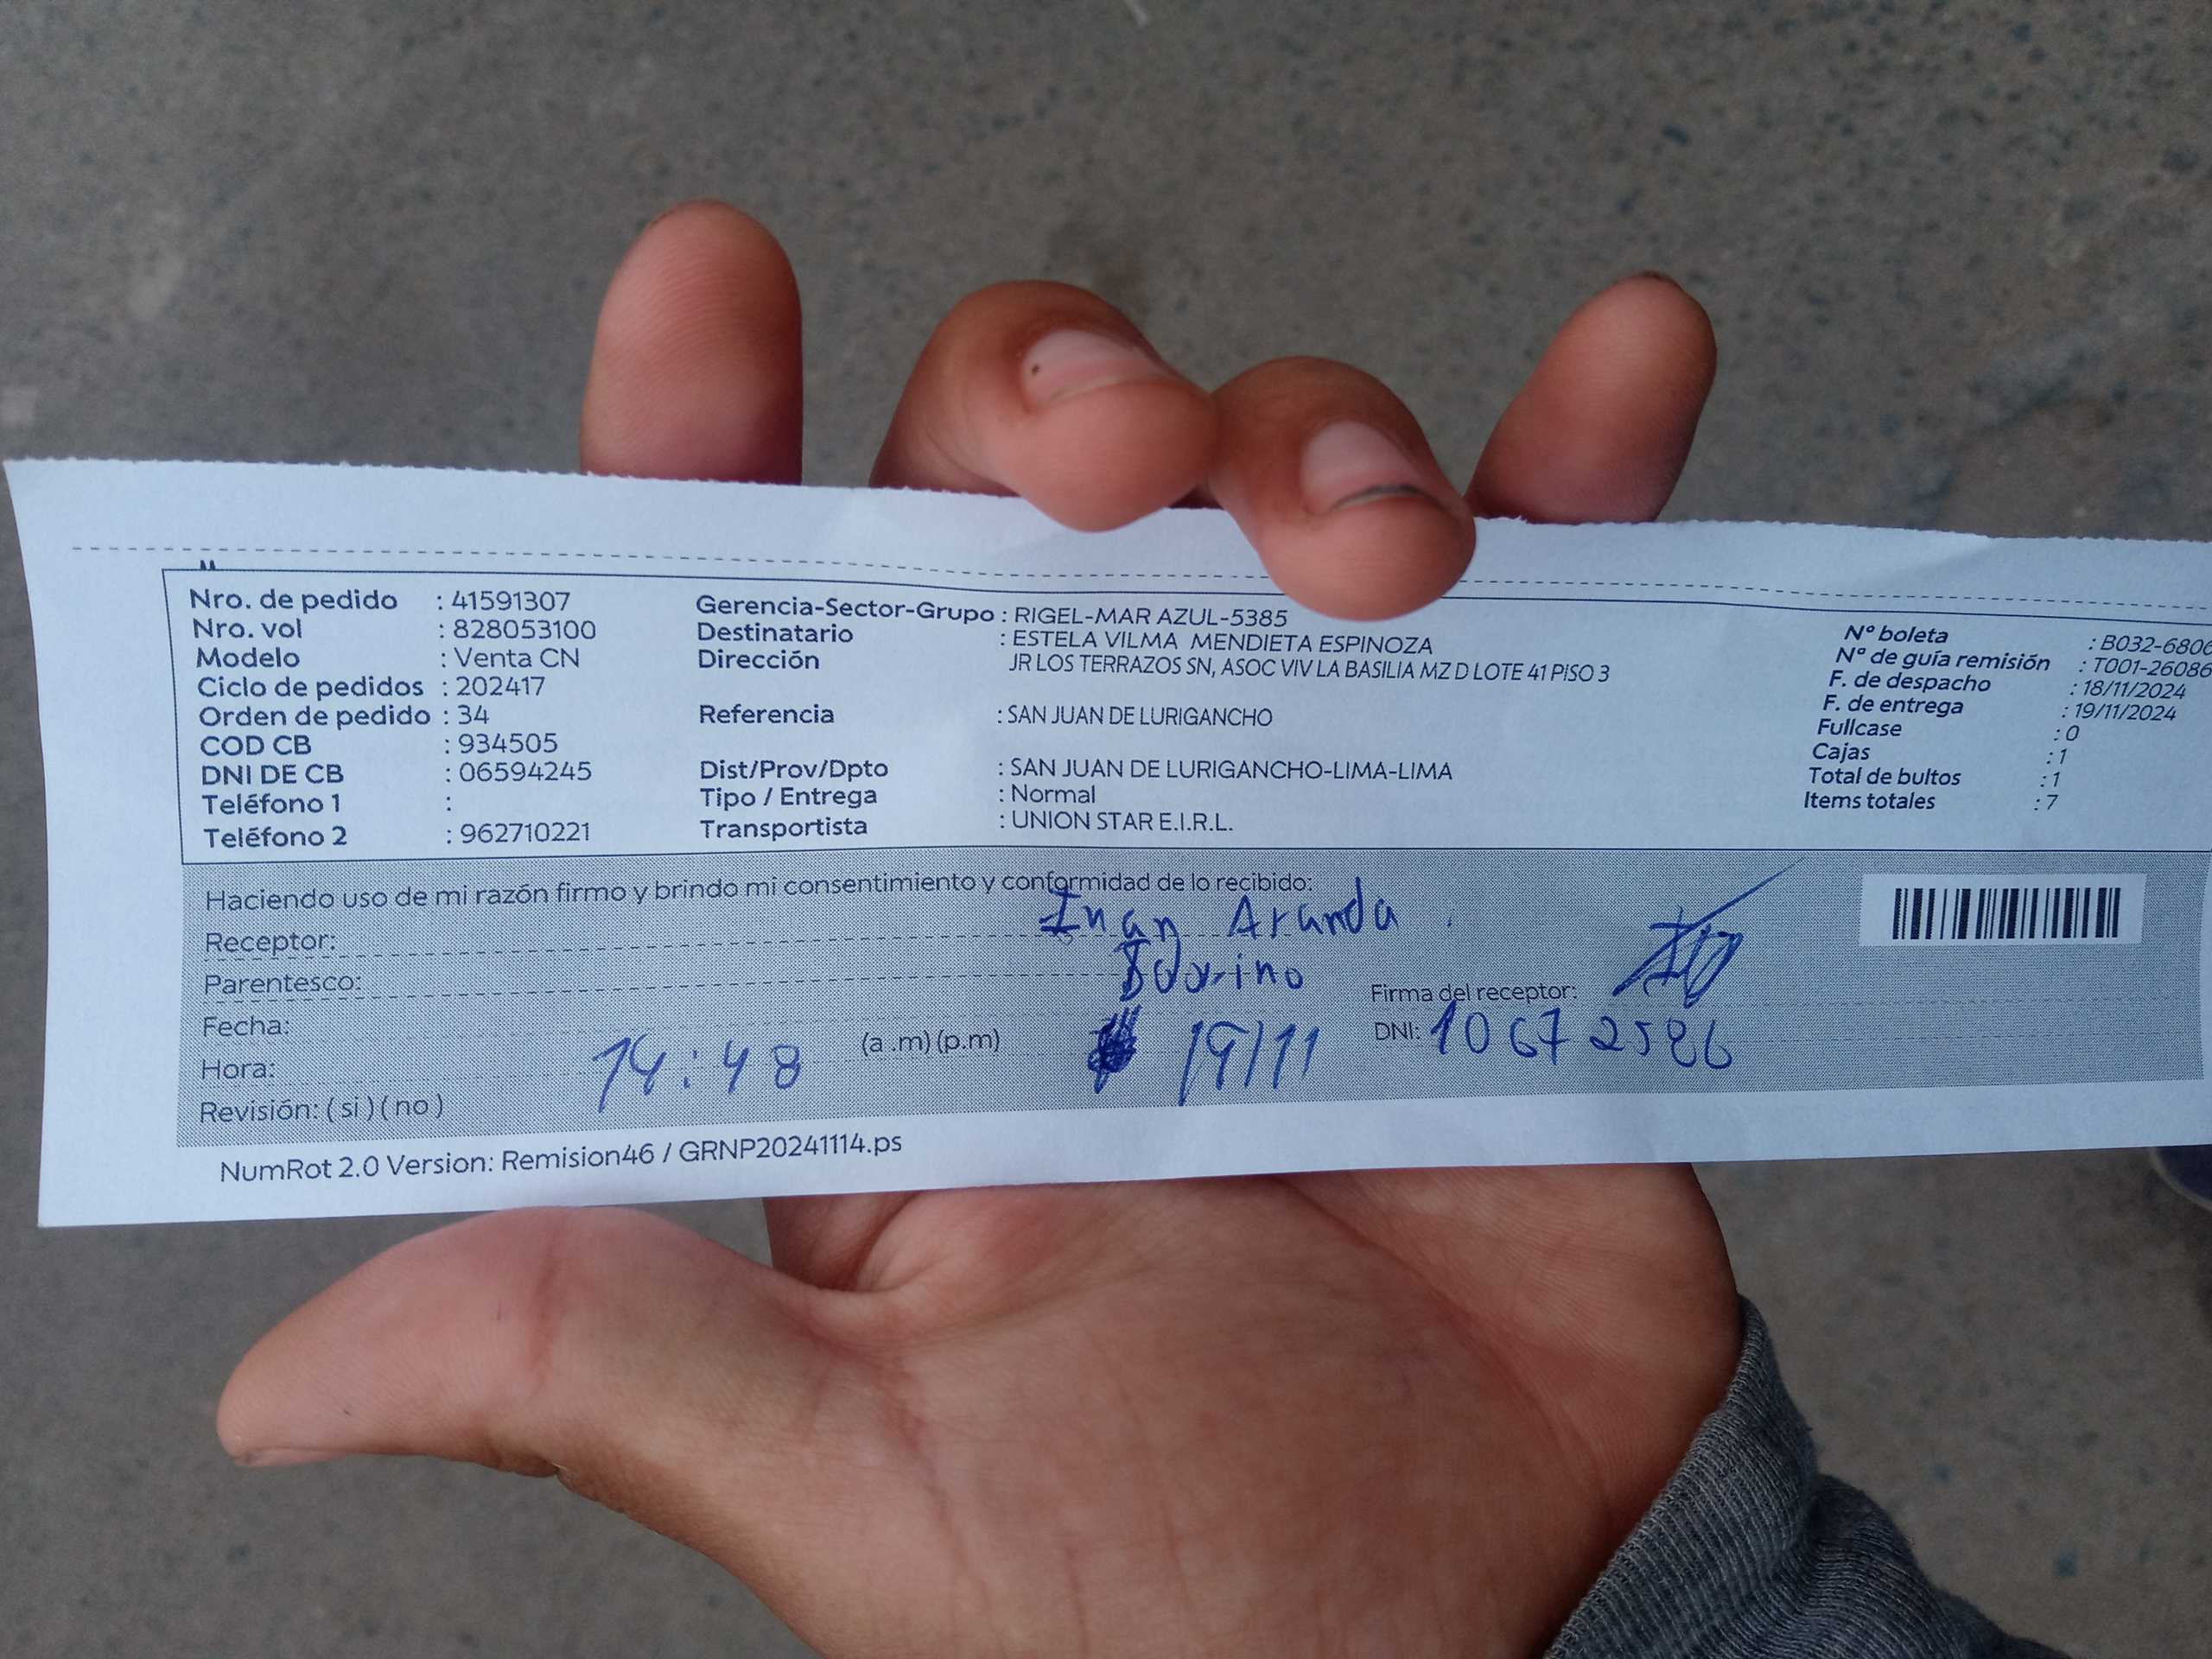 Nro. de pedido : 41591307
Nro. vol : 828053100
Modelo : Venta CN
Ciclo de pedidos : 202417
Orden de pedido : 34
COD CB : 934505
DNI DE CB : 06594245
Teléfono 1 :
Teléfono 2 : 962710221
Gerencia-Sector-Grupo : RIGEL-MAR AZUL-5385
Destinatario : ESTELA VILMA MENDIETA ESPINOZA
Dirección JR LOS TERRAZOS SN, ASOC VIV LA BASILIA MZ D LOTE 41 PISO 3
Referencia : SAN JUAN DE LURIGANCHO
Dist/Prov/Dpto : SAN JUAN DE LURIGANCHO-LIMA-LIMA
Tipo / Entrega : Normal
Transportista : UNION STAR E.I.R.L.
Nº boleta : B032-6806
Nº de guía remisión : T001-26086
F. de despacho : 18/11/2024
F. de entrega : 19/11/2024
Fullcase : 0
Cajas : 1
Total de bultos : 1
Items totales : 7
Haciendo uso de mi razón firmo y brindo mi consentimiento y conformidad de lo recibido:
Receptor: Aranda
Parentesco:
Firma del receptor:
Fecha: 19/11
DNI: 10672586
Hora: 14:48 (a .m) (p.m)
Revisión: ( si ) ( no )
NumRot 2.0 Version: Remision46 / GRNP20241114.ps